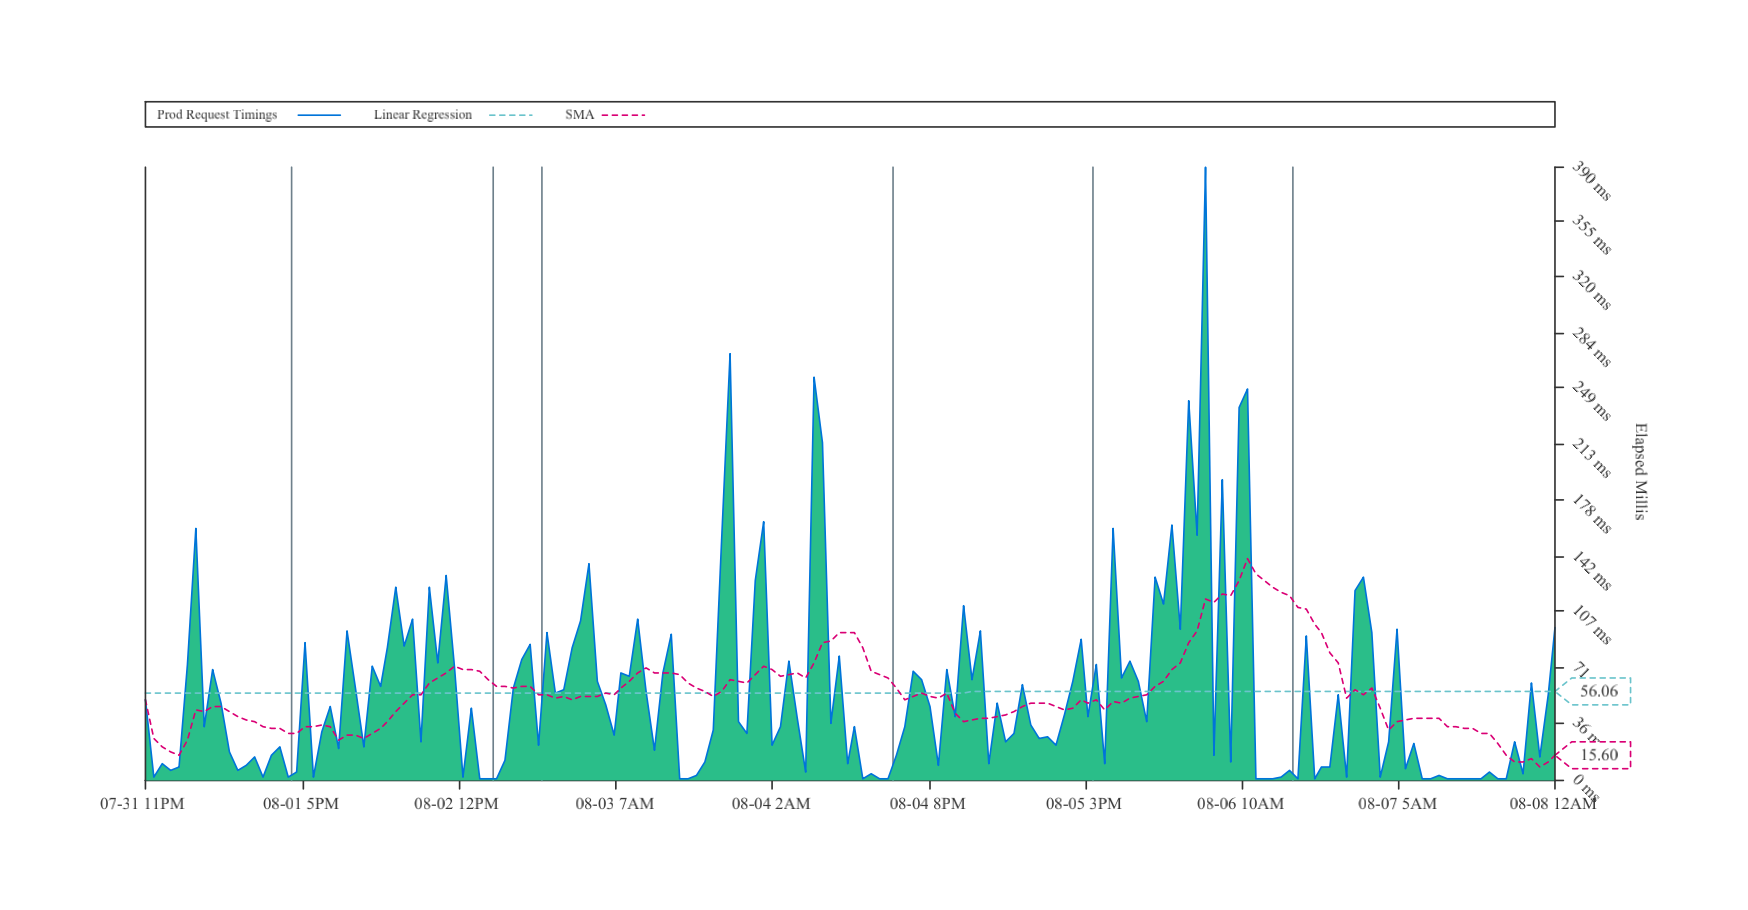 Prod Request Timings
Linear Regression
SMA
390 ms
355 ms
320 ms
284 ms
249 ms
213 ms
178 ms
142 ms
107 ms
71
56.06
36 m
15.60
0 ms
Elapsed Millis
07-31 11PM
08-01 5PM
08-02 12PM
08-03 7AM
08-04 2AM
08-04 8PM
08-05 3PM
08-06 10AM
08-07 5AM
08-08 12AM